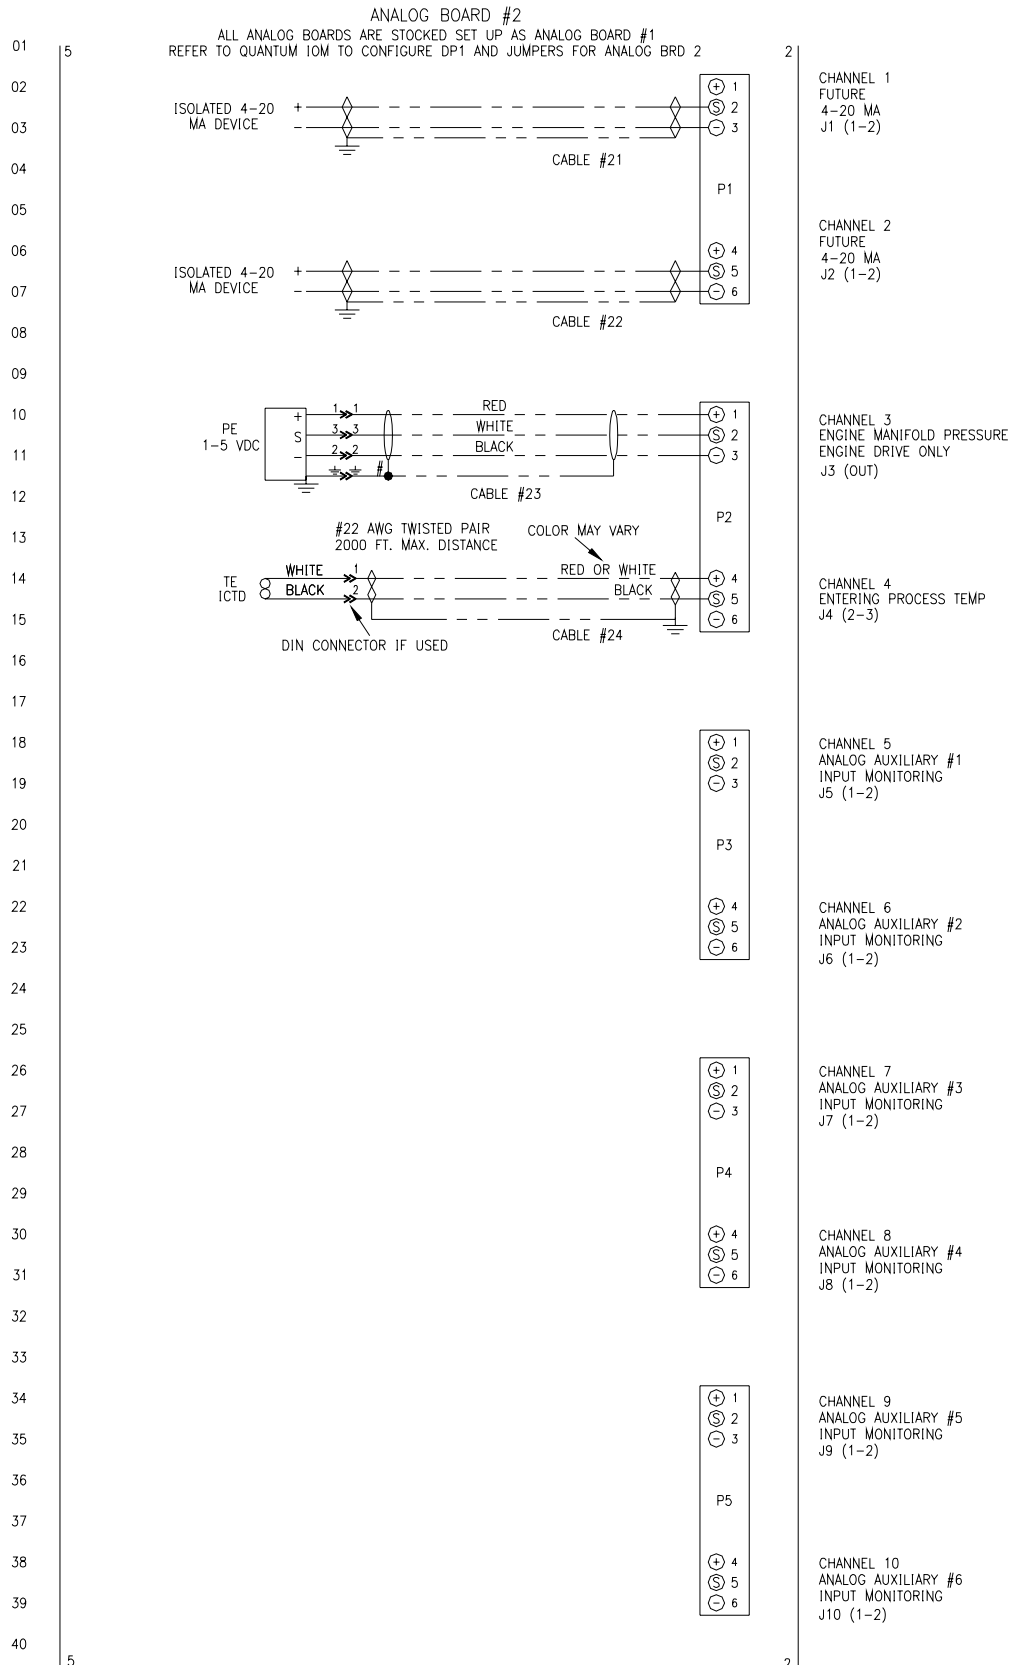 ANALOG BOARD #2
ALL ANALOG BOARDS ARE STOCKED SET UP AS ANALOG BOARD #1
REFER TO QUANTUM IOM TO CONFIGURE DP1 AND JUMPERS FOR ANALOG BRD 2
01
5
2
02
+ 1
CHANNEL 1
FUTURE
4-20 MA
J1 (1-2)
ISOLATED 4-20
MA DEVICE
+
-
S 2
03
- 3
CABLE #21
04
P1
05
CHANNEL 2
FUTURE
4-20 MA
J2 (1-2)
06
+ 4
ISOLATED 4-20
MA DEVICE
+
-
S 5
07
- 6
CABLE #22
08
09
10
PE
1-5 VDC
+
S
-
1 1
3 3
2 2
#
RED
WHITE
BLACK
+ 1
S 2
- 3
CHANNEL 3
ENGINE MANIFOLD PRESSURE
ENGINE DRIVE ONLY
J3 (OUT)
11
CABLE #23
12
P2
13
#22 AWG TWISTED PAIR
2000 FT. MAX. DISTANCE
COLOR MAY VARY
14
TE
ICTD
WHITE
BLACK
1
2
RED OR WHITE
BLACK
+ 4
S 5
- 6
CHANNEL 4
ENTERING PROCESS TEMP
J4 (2-3)
15
CABLE #24
DIN CONNECTOR IF USED
16
17
18
+ 1
S 2
- 3
CHANNEL 5
ANALOG AUXILIARY #1
INPUT MONITORING
J5 (1-2)
19
20
P3
21
22
+ 4
S 5
- 6
CHANNEL 6
ANALOG AUXILIARY #2
INPUT MONITORING
J6 (1-2)
23
24
25
26
+ 1
S 2
- 3
CHANNEL 7
ANALOG AUXILIARY #3
INPUT MONITORING
J7 (1-2)
27
28
P4
29
30
+ 4
S 5
- 6
CHANNEL 8
ANALOG AUXILIARY #4
INPUT MONITORING
J8 (1-2)
31
32
33
34
+ 1
S 2
- 3
CHANNEL 9
ANALOG AUXILIARY #5
INPUT MONITORING
J9 (1-2)
35
36
P5
37
38
+ 4
S 5
- 6
CHANNEL 10
ANALOG AUXILIARY #6
INPUT MONITORING
J10 (1-2)
39
40
5
2